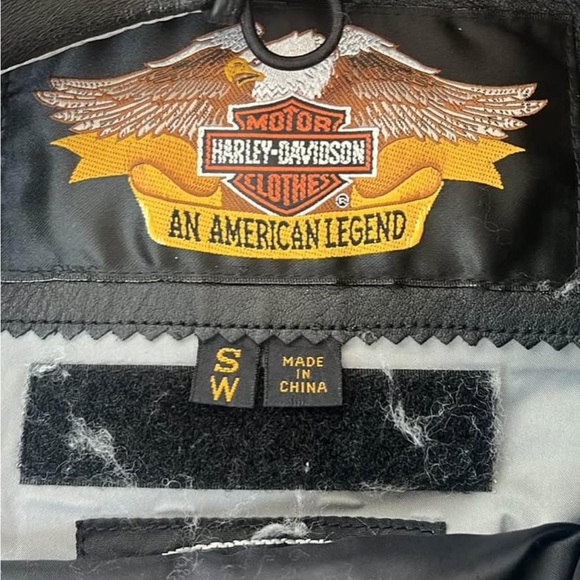 MOTOR
HARLEY-DAVIDSON
CLOTHES
®
AN AMERICAN LEGEND
S
W
MADE
IN
CHINA